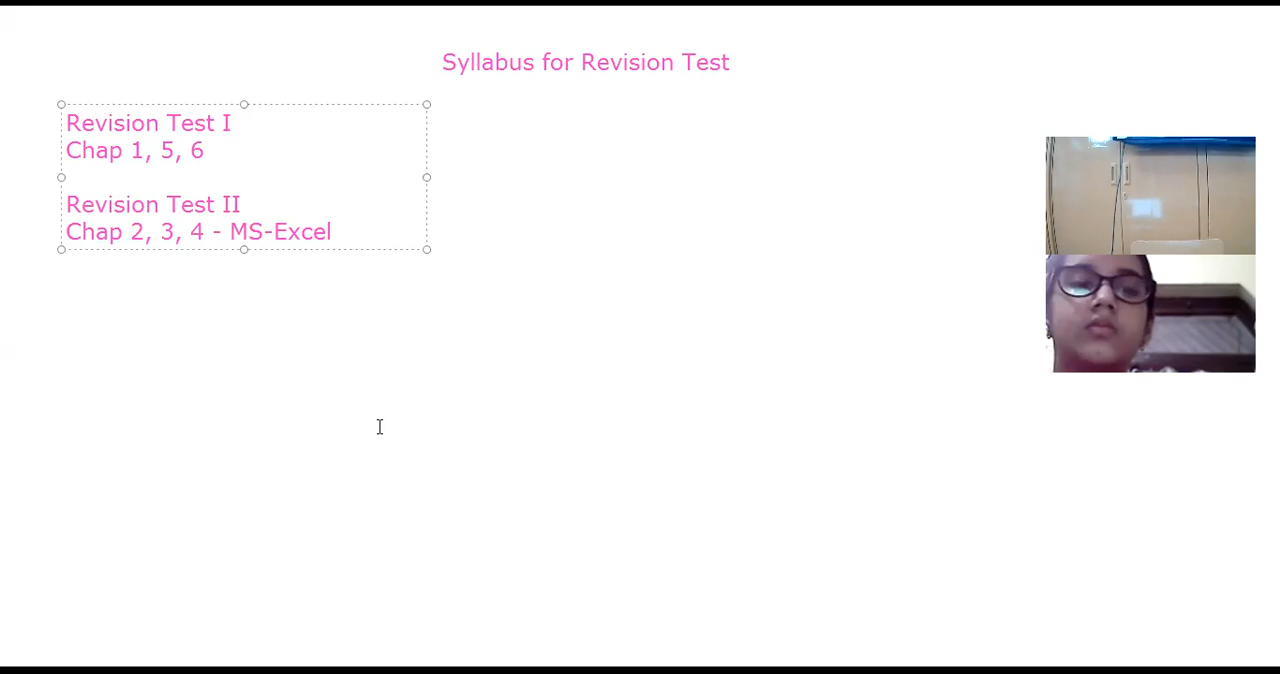 Syllabus for Revision Test
Revision Test I
Chap 1, 5, 6
Revision Test II
Chap 2, 3, 4 - MS-Excel